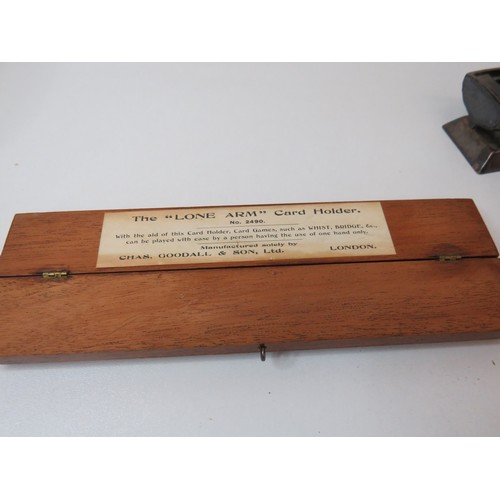 The "LONE ARM" Card Holder.
No. 2490.
With the aid of this Card Holder, Card Games, such as WHIST, BRIDGE, &c.,
can be played with ease by a person having the use of one hand only.
Manufactured solely by
CHAS. GOODALL & SON, Ltd. LONDON.